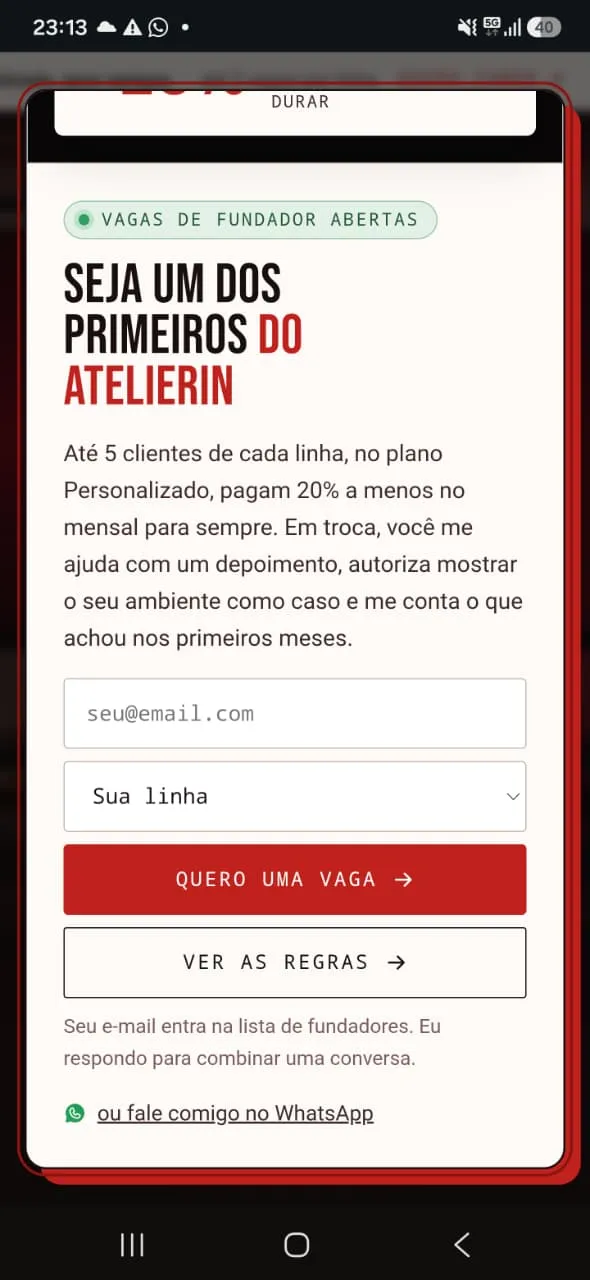 23:13
5G
40
DURAR
VAGAS DE FUNDADOR ABERTAS
SEJA UM DOS
PRIMEIROS DO
ATELIERIN
Até 5 clientes de cada linha, no plano
Personalizado, pagam 20% a menos no
mensal para sempre. Em troca, você me
ajuda com um depoimento, autoriza mostrar
o seu ambiente como caso e me conta o que
achou nos primeiros meses.
seu@email.com
Sua linha
QUERO UMA VAGA →
VER AS REGRAS →
Seu e-mail entra na lista de fundadores. Eu
respondo para combinar uma conversa.
ou fale comigo no WhatsApp